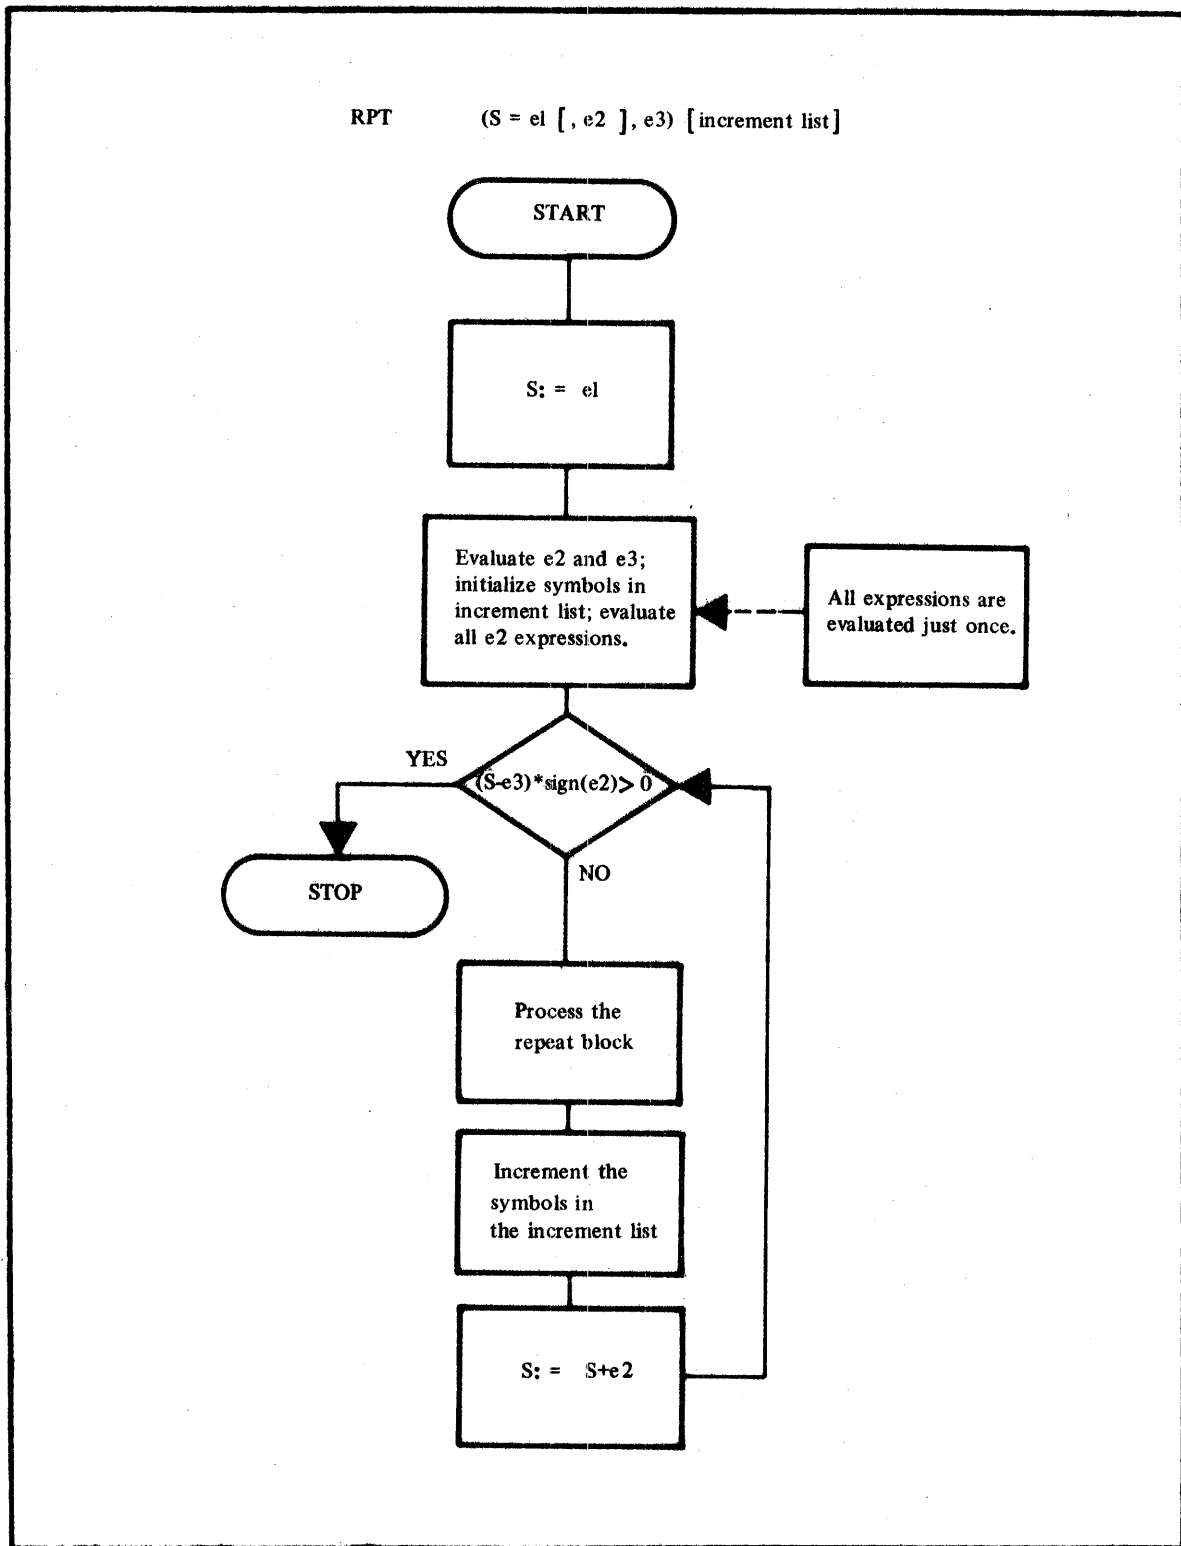 RPT (S = el [ , e2 ] , e3) [increment list]
START
S: = el
Evaluate e2 and e3;
initialize symbols in
increment list; evaluate
all e2 expressions.
All expressions are
evaluated just once.
YES
(S-e3)*sign(e2)> 0
NO
STOP
Process the
repeat block
Increment the
symbols in
the increment list
S: = S+e2